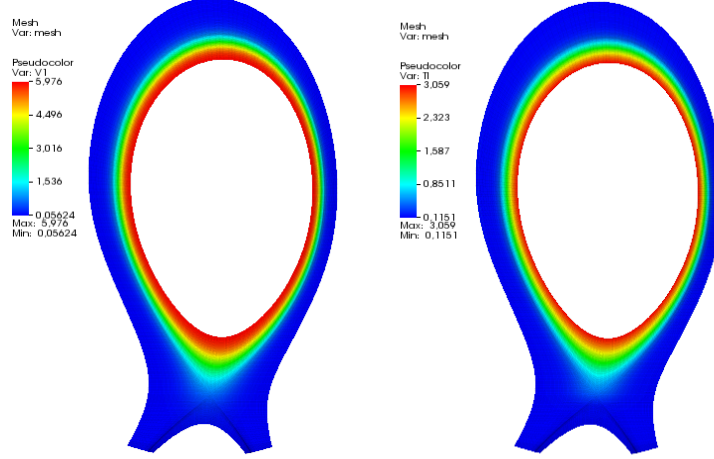 Mesh
Var: mesh
Pseudocolor
Var: V1
5,976
4,496
3,016
1,536
0,05624
Max: 5,976
Min: 0,05624
Mesh
Var: mesh
Pseudocolor
Var: TI
3,059
2,323
1,587
0,8511
0,1151
Max: 3,059
Min: 0,1151